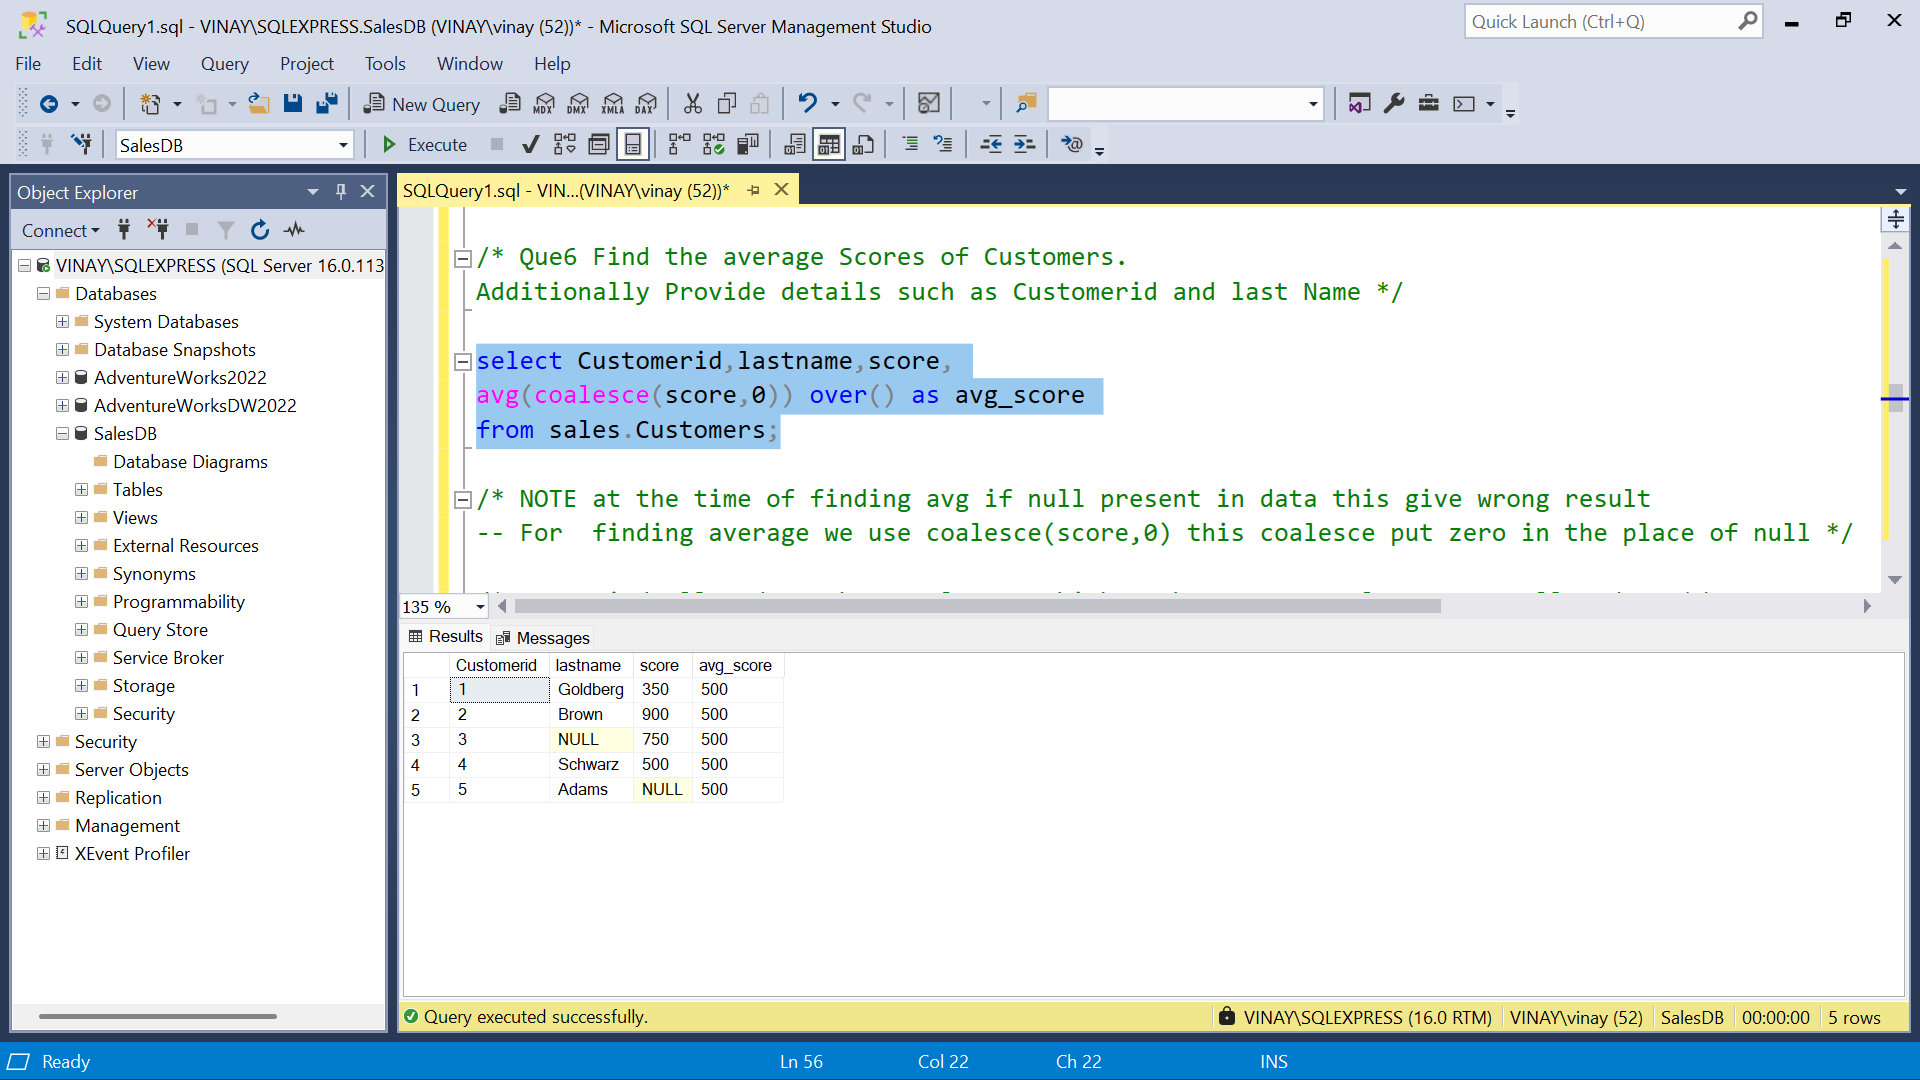 SQLQuery1.sql - VINAY\SQLEXPRESS.SalesDB (VINAY\vinay (52))* - Microsoft SQL Server Management Studio
Quick Launch (Ctrl+Q)
File Edit View Query Project Tools Window Help
New Query MDX DMX XMLA DAX
SalesDB Execute
Object Explorer
Connect
VINAY\SQLEXPRESS (SQL Server 16.0.113
Databases
System Databases
Database Snapshots
AdventureWorks2022
AdventureWorksDW2022
SalesDB
Database Diagrams
Tables
Views
External Resources
Synonyms
Programmability
Query Store
Service Broker
Storage
Security
Security
Server Objects
Replication
Management
XEvent Profiler
SQLQuery1.sql - VIN...(VINAY\vinay (52))*
/* Que6 Find the average Scores of Customers.
Additionally Provide details such as Customerid and last Name */
select Customerid,lastname,score,
avg(coalesce(score,0)) over() as avg_score
from sales.Customers;
/* NOTE at the time of finding avg if null present in data this give wrong result
-- For  finding average we use coalesce(score,0) this coalesce put zero in the place of null */
135 %
Results Messages
Customerid lastname score avg_score
1 1 Goldberg 350 500
2 2 Brown 900 500
3 3 NULL 750 500
4 4 Schwarz 500 500
5 5 Adams NULL 500
Query executed successfully. VINAY\SQLEXPRESS (16.0 RTM) VINAY\vinay (52) SalesDB 00:00:00 5 rows
Ready Ln 56 Col 22 Ch 22 INS